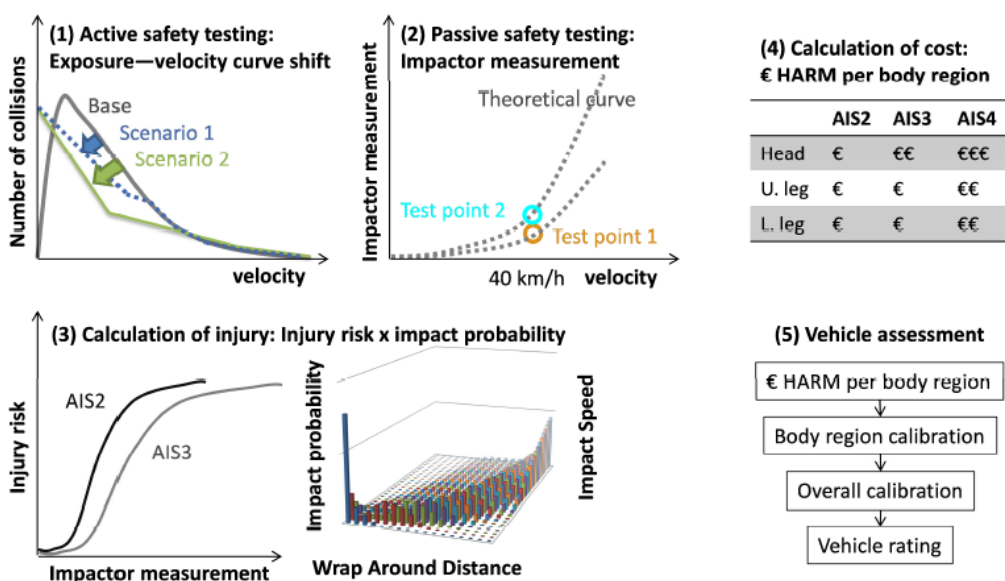 (1) Active safety testing:
Exposure—velocity curve shift
Number of collisions
Base
Scenario 1
Scenario 2
velocity
(2) Passive safety testing:
Impactor measurement
Impactor measurement
Theoretical curve
Test point 2
Test point 1
40 km/h
velocity
(4) Calculation of cost:
€ HARM per body region
AIS2 AIS3 AIS4
Head € €€ €€€
U. leg € € €€
L. leg € € €€
(3) Calculation of injury: Injury risk x impact probability
Injury risk
AIS2
AIS3
Impactor measurement
Impact probability
Impact Speed
Wrap Around Distance
(5) Vehicle assessment
€ HARM per body region
Body region calibration
Overall calibration
Vehicle rating